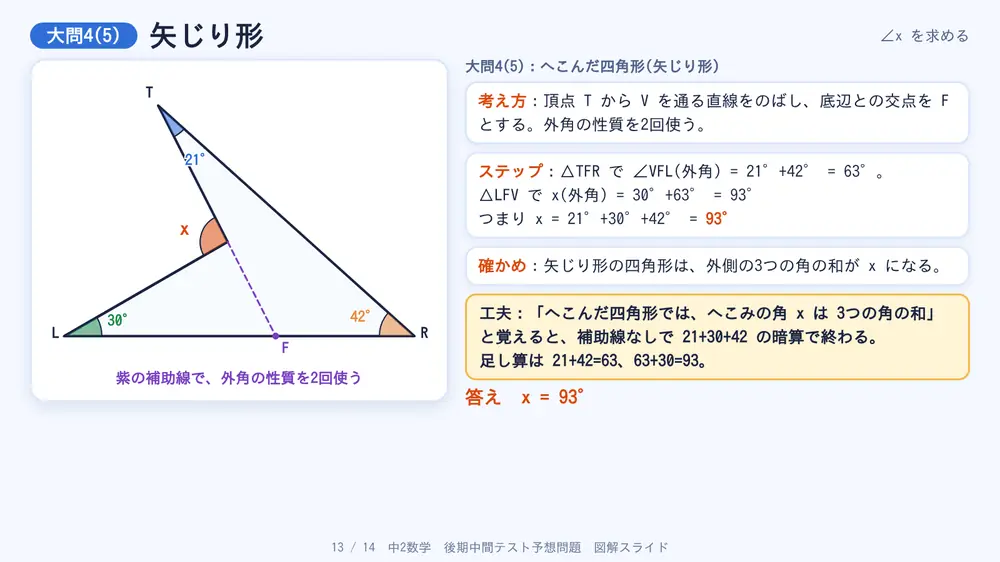 大問4(5) 矢じり形
∠x を求める
T
21°
x
L
30°
42°
R
F
紫の補助線で、外角の性質を2回使う
大問4(5)：へこんだ四角形(矢じり形)
考え方：頂点 T から V を通る直線をのばし、底辺との交点を F
とする。外角の性質を2回使う。
ステップ：△TFR で ∠VFL(外角) = 21°+42° = 63°。
△LFV で x(外角) = 30°+63° = 93°
つまり x = 21°+30°+42° = 93°
確かめ：矢じり形の四角形は、外側の3つの角の和が x になる。
工夫：「へこんだ四角形では、へこみの角 x は 3つの角の和」
と覚えると、補助線なしで 21+30+42 の暗算で終わる。
足し算は 21+42=63、63+30=93。
答え　x = 93°
13 / 14　中2数学　後期中間テスト予想問題　図解スライド